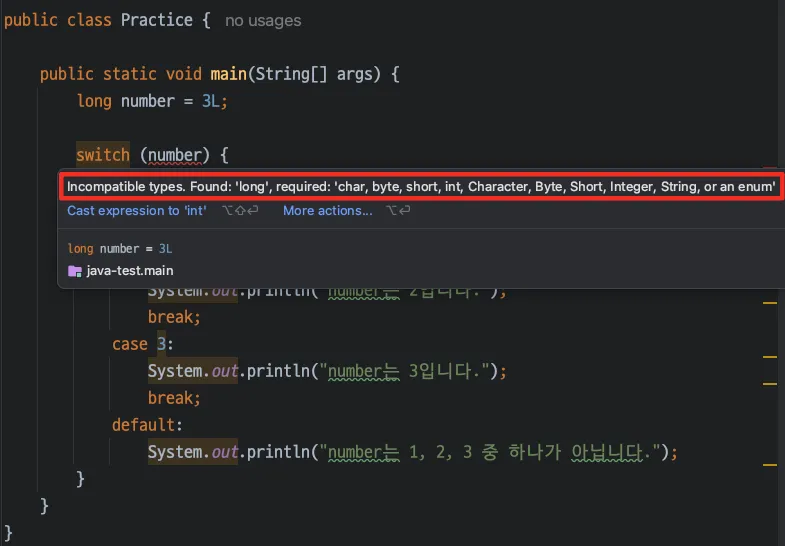 public class Practice { no usages
public static void main(String[] args) {
long number = 3L;
switch (number) {
Incompatible types. Found: 'long', required: 'char, byte, short, int, Character, Byte, Short, Integer, String, or an enum'
Cast expression to 'int' ⌥⇧⏎ More actions... ⌥⏎
long number = 3L
java-test.main
System.out.println("number는 2입니다.");
break;
case 3:
System.out.println("number는 3입니다.");
break;
default:
System.out.println("number는 1, 2, 3 중 하나가 아닙니다.");
}
}
}